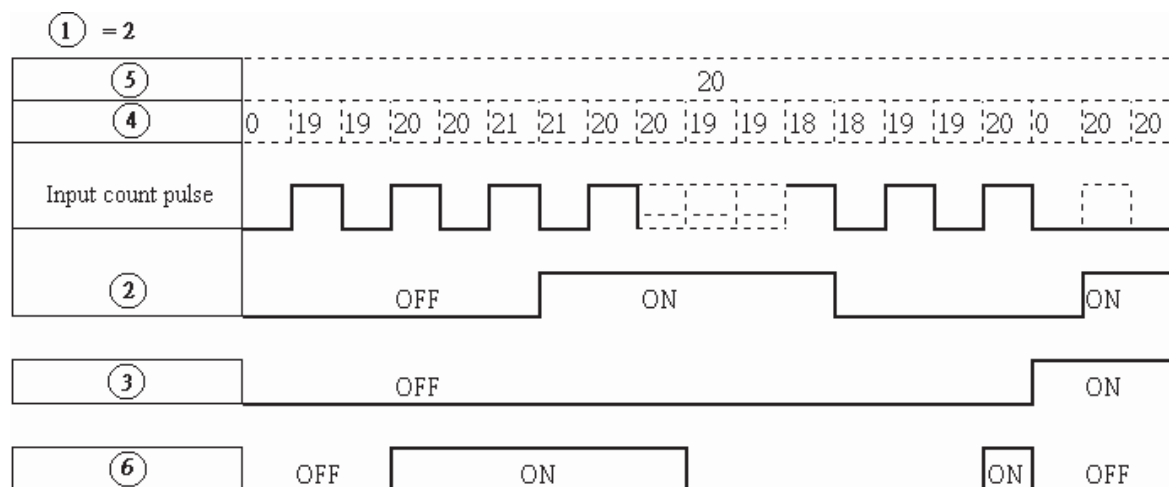 ① = 2
⑤ 20
④ 0 19 19 20 20 21 21 20 20 19 19 18 18 19 19 20 0 20 20
Input count pulse
② OFF ON ON
③ OFF ON
⑥ OFF ON ON OFF